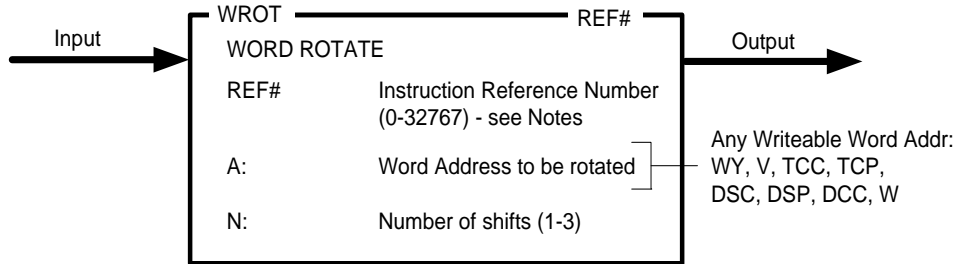 WROT REF#
Input
WORD ROTATE
Output
REF# Instruction Reference Number
(0-32767) - see Notes
A: Word Address to be rotated
Any Writeable Word Addr:
WY, V, TCC, TCP,
DSC, DSP, DCC, W
N: Number of shifts (1-3)